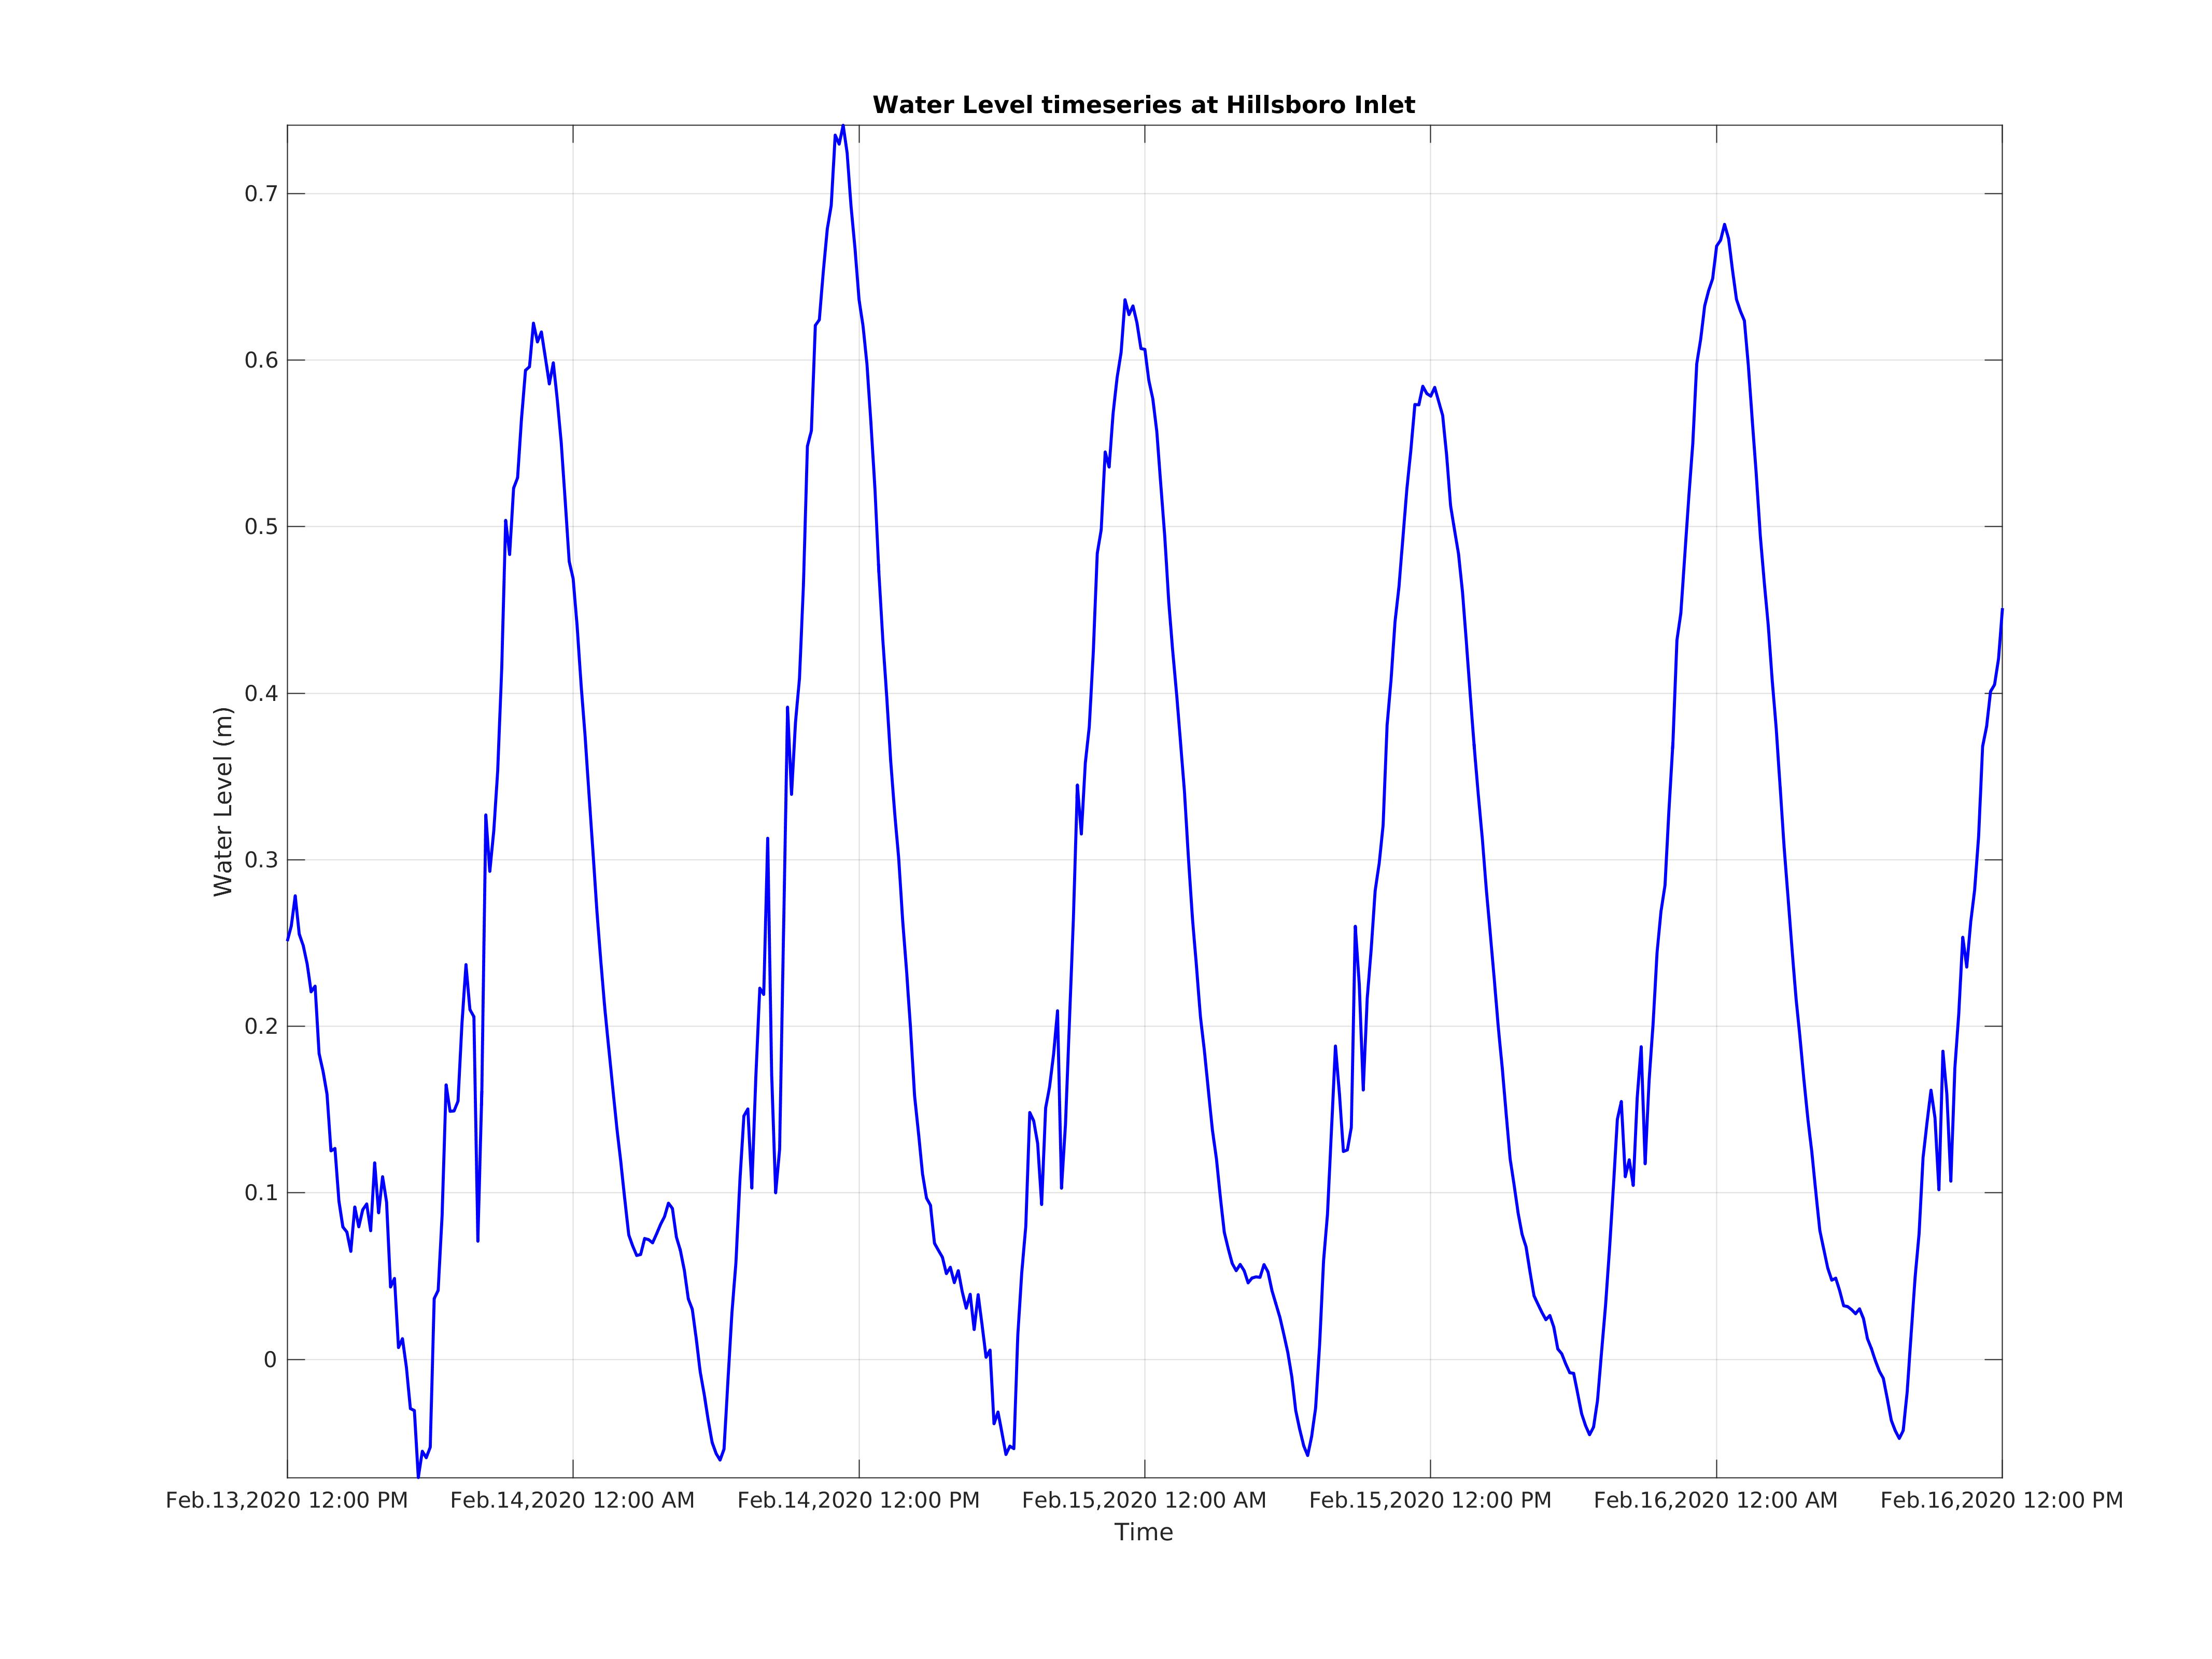 Water Level timeseries at Hillsboro Inlet
0.7
0.6
0.5
0.4
0.3
0.2
0.1
0
Water Level (m)
Feb.13,2020 12:00 PM Feb.14,2020 12:00 AM Feb.14,2020 12:00 PM Feb.15,2020 12:00 AM Feb.15,2020 12:00 PM Feb.16,2020 12:00 AM Feb.16,2020 12:00 PM
Time